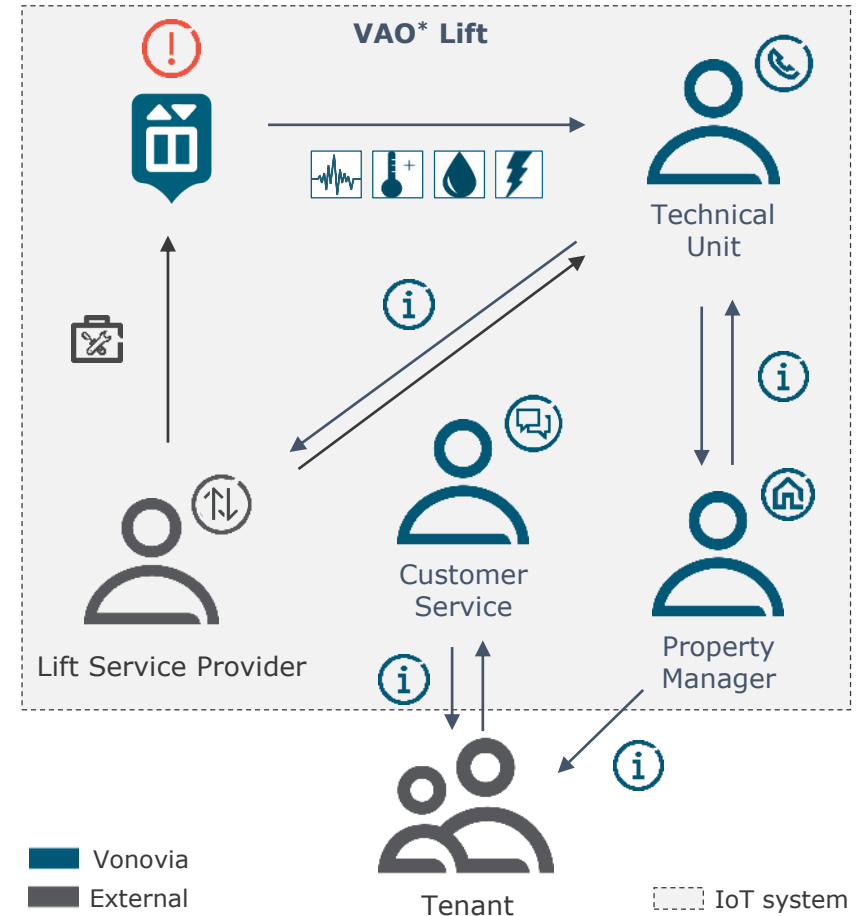 VAO* Lift
Technical
Unit
Customer
Service
Lift Service Provider
Property
Manager
Vonovia
External
Tenant
IoT system